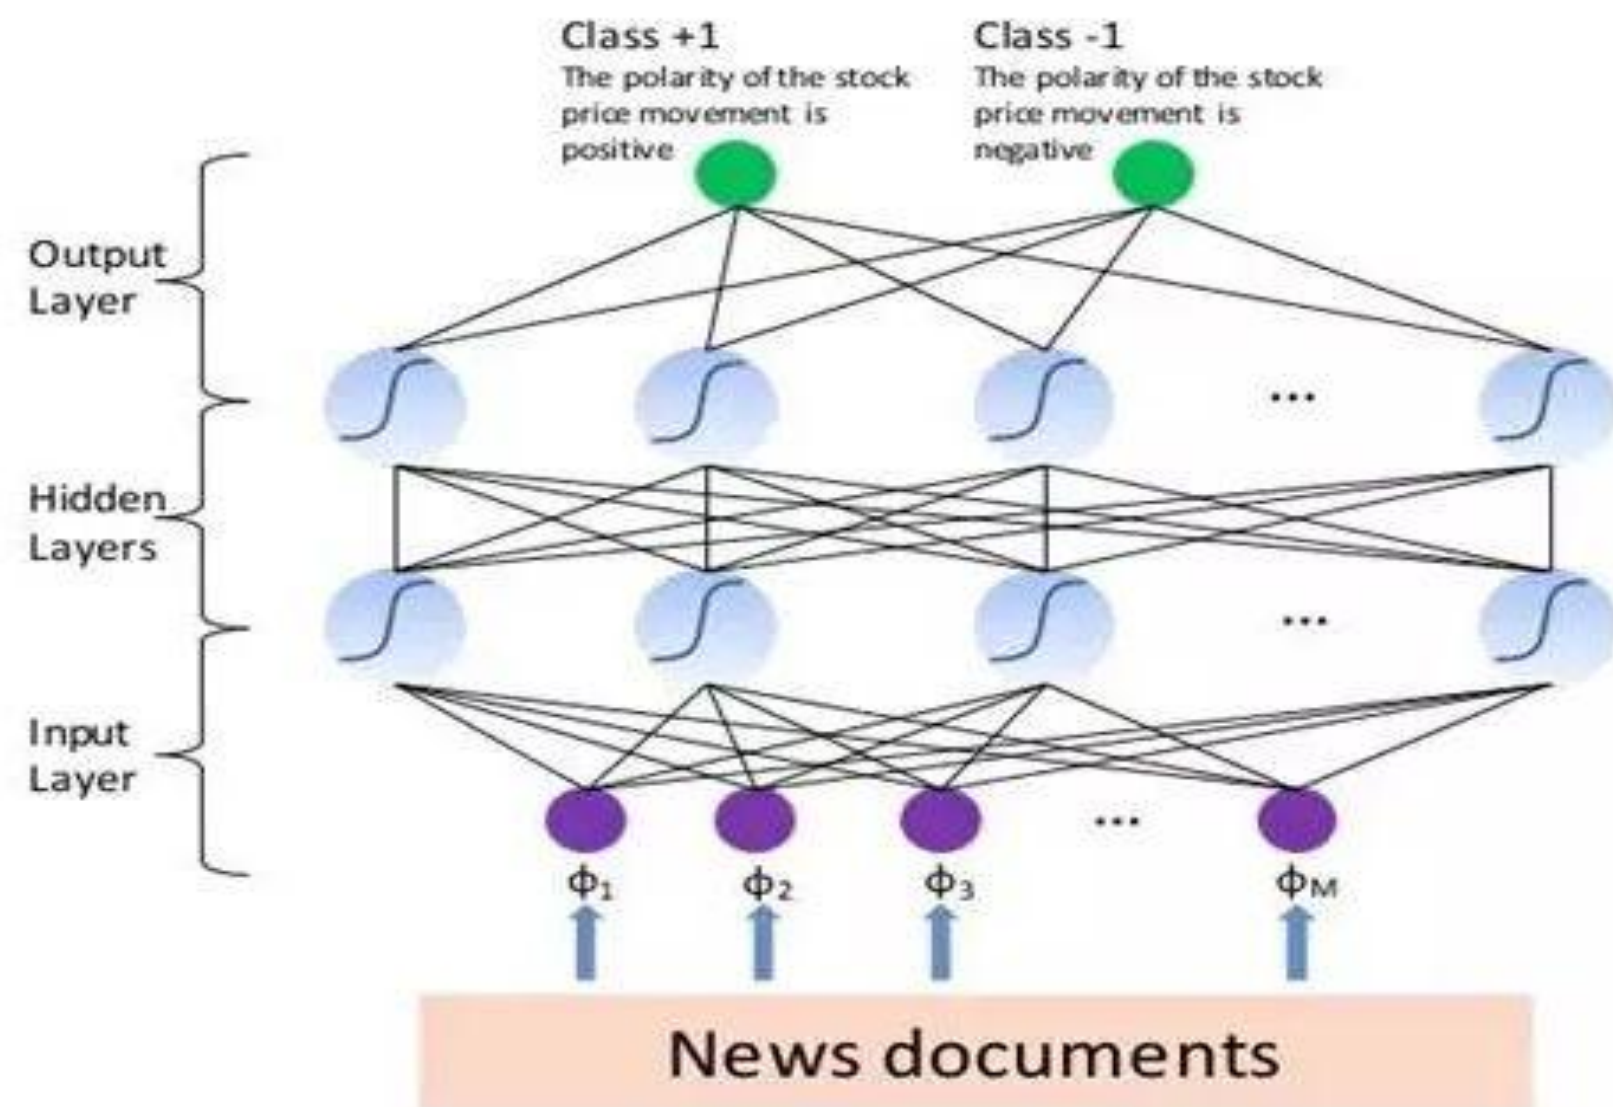 Class +1
The polarity of the stock
price movement is
positive
Class -1
The polarity of the stock
price movement is
negative
Output
Layer
...
Hidden
Layers
...
Input
Layer
...
ϕ1
ϕ2
ϕ3
ϕM
News documents